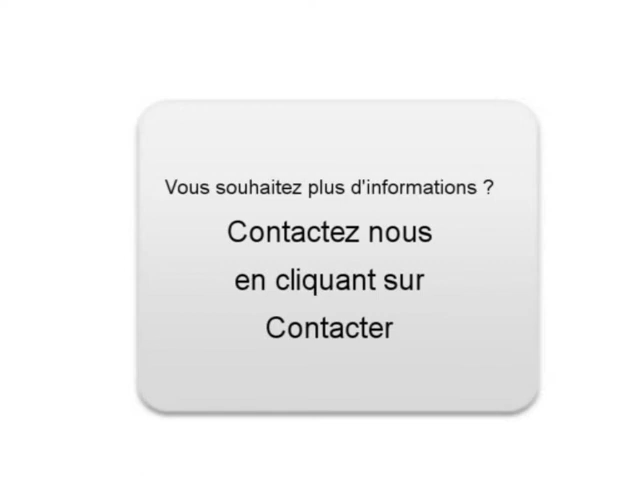 Vous souhaitez plus d'informations ?
Contactez nous
en cliquant sur
Contacter